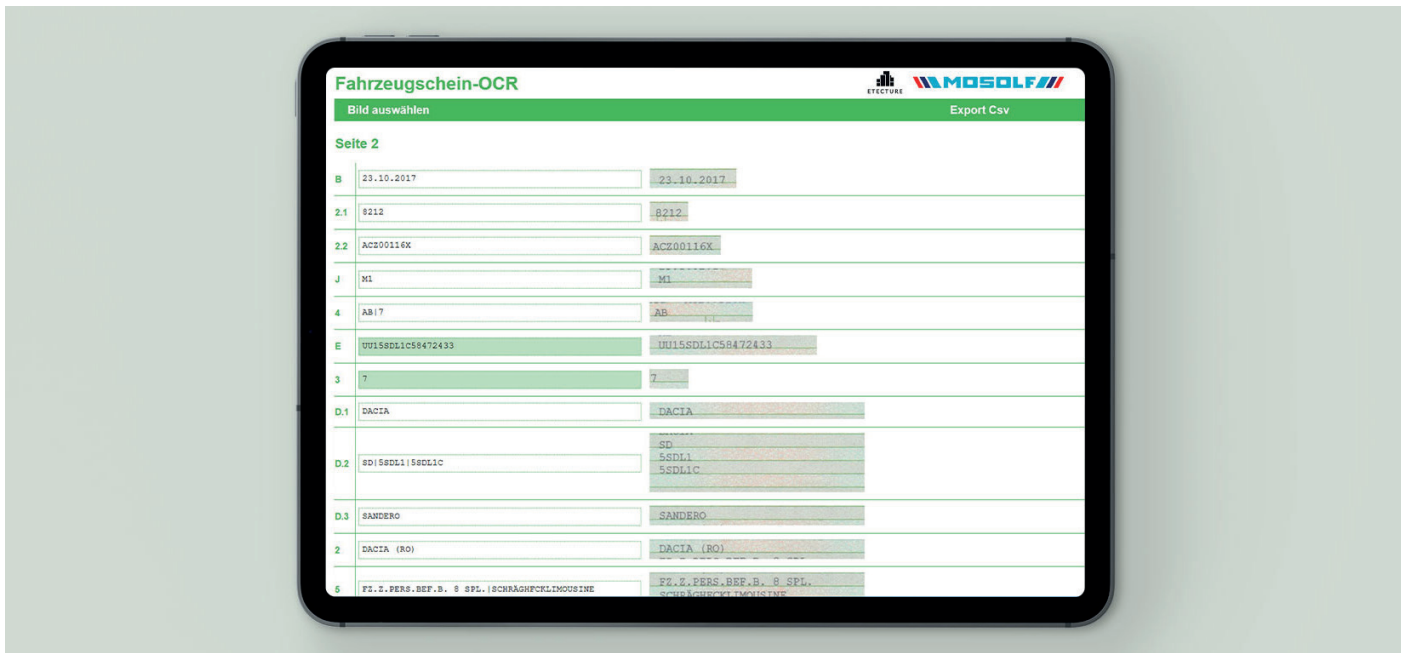 Fahrzeugschein-OCR
ETECTURE
MOSOLF
Bild auswählen
Export Csv
Seite 2
B 23.10.2017 23.10.2017
2.1 8212 8212
2.2 ACZ00116X ACZ00116X
J M1 M1
4 AB|7 AB
E UU15SDL1C58472433 UU15SDL1C58472433
3 7 7
D.1 DACIA DACIA
D.2 SD|5SDL1|5SDL1C
SD
5SDL1
5SDL1C
D.3 SANDERO SANDERO
2 DACIA (RO) DACIA (RO)
5 FZ.Z.PERS.BEF.B. 8 SPL.|SCHRÄGHFCKLIMOUSINE
FZ.Z.PERS.BEF.B. 8 SPL.
SCHRÄGHECKLIMOUSINE